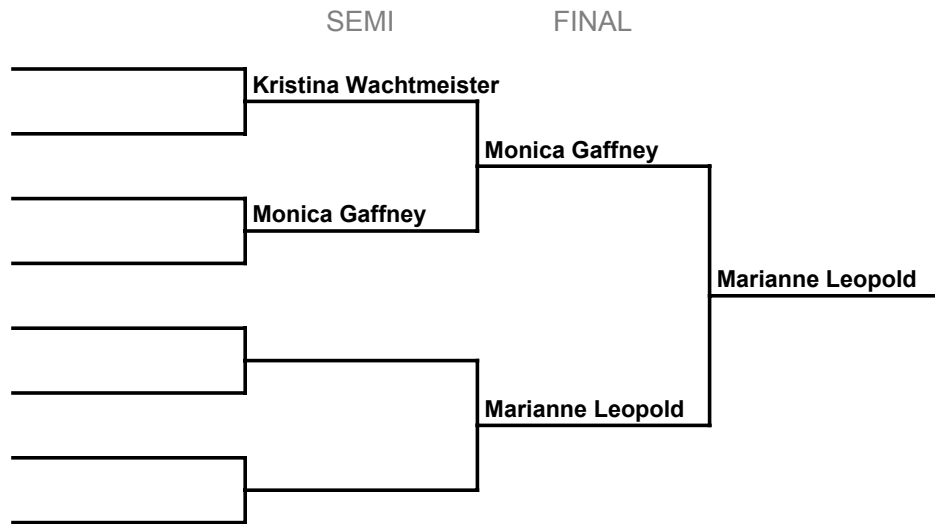 SEMI FINAL
Kristina Wachtmeister
Monica Gaffney
Monica Gaffney
Marianne Leopold
Marianne Leopold